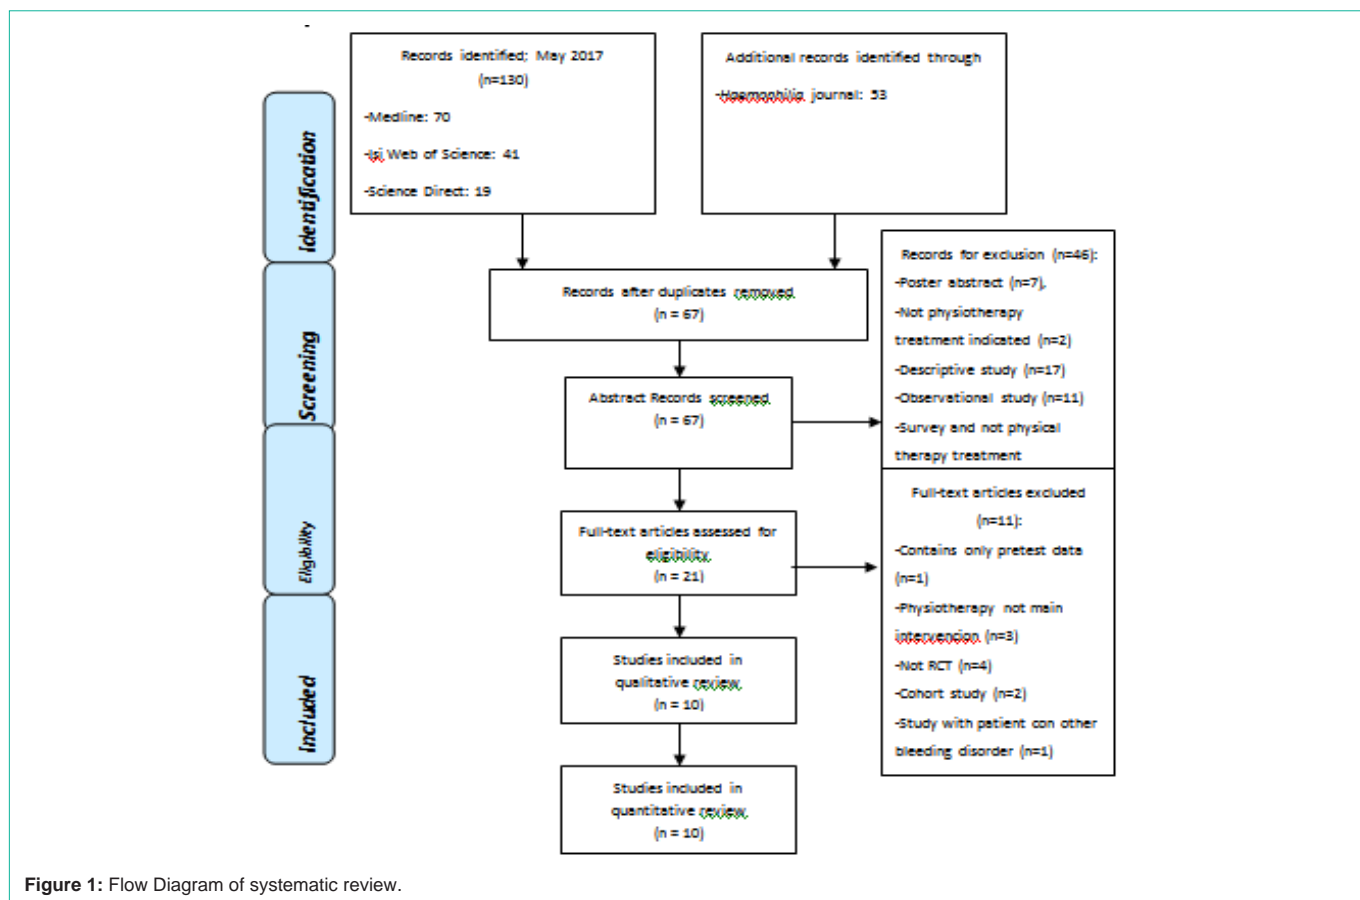 Records identified; May 2017
(n=130)
-Medline: 70
-Isi Web of Science: 41
-Science Direct: 19
Additional records identified through
-Haemophilia journal: 53
Identification
Records after duplicates removed
(n = 67)
Screening
Abstract Records screened
(n = 67)
Records for exclusion (n=46):
-Poster abstract (n=7),
-Not physiotherapy
treatment indicated (n=2)
-Descriptive study (n=17)
-Observational study (n=11)
-Survey and not physical
therapy treatment
Eligibility
Full-text articles assessed for
eligibility
(n = 21)
Full-text articles excluded
(n=11):
-Contains only pretest data
(n=1)
-Physiotherapy not main
intervencion (n=3)
-Not RCT (n=4)
-Cohort study (n=2)
-Study with patient con other
bleeding disorder (n=1)
Included
Studies included in
qualitative review
(n = 10)
Studies included in
quantitative review
(n = 10)
Figure 1: Flow Diagram of systematic review.